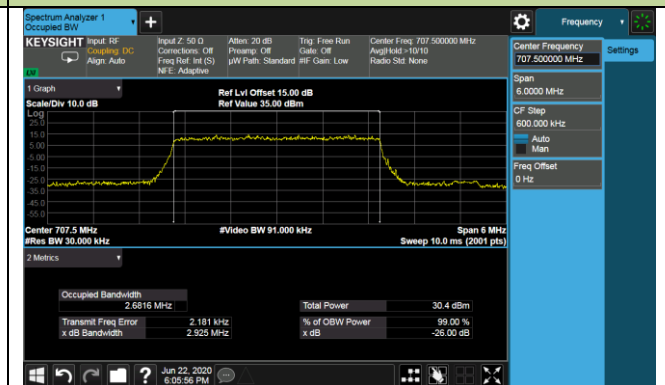 Spectrum Analyzer 1
Occupied BW
Frequency
KEYSIGHT Input: RF
Coupling: DC
Align: Auto
Input Z: 50 Ω
Corrections: Off
Freq Ref: Int (S)
NFE: Adaptive
Atten: 20 dB
Preamp: Off
µW Path: Standard
Trig: Free Run
Gate: Off
#IF Gain: Low
Center Freq: 707.500000 MHz
Avg|Hold:>10/10
Radio Std: None
LM
Center Frequency
707.500000 MHz
Settings
Span
6.0000 MHz
CF Step
600.000 kHz
Auto
Man
Freq Offset
0 Hz
1 Graph
Scale/Div 10.0 dB
Ref Lvl Offset 15.00 dB
Ref Value 35.00 dBm
Log
25.0
15.0
5.00
-5.00
-15.0
-25.0
-35.0
-45.0
-55.0
Center 707.5 MHz
#Video BW 91.000 kHz
Span 6 MHz
#Res BW 30.000 kHz
Sweep 10.0 ms (2001 pts)
2 Metrics
Occupied Bandwidth
2.6816 MHz
Total Power 30.4 dBm
Transmit Freq Error 2.181 kHz
% of OBW Power 99.00 %
x dB Bandwidth 2.925 MHz
x dB -26.00 dB
?
Jun 22, 2020
6:05:56 PM